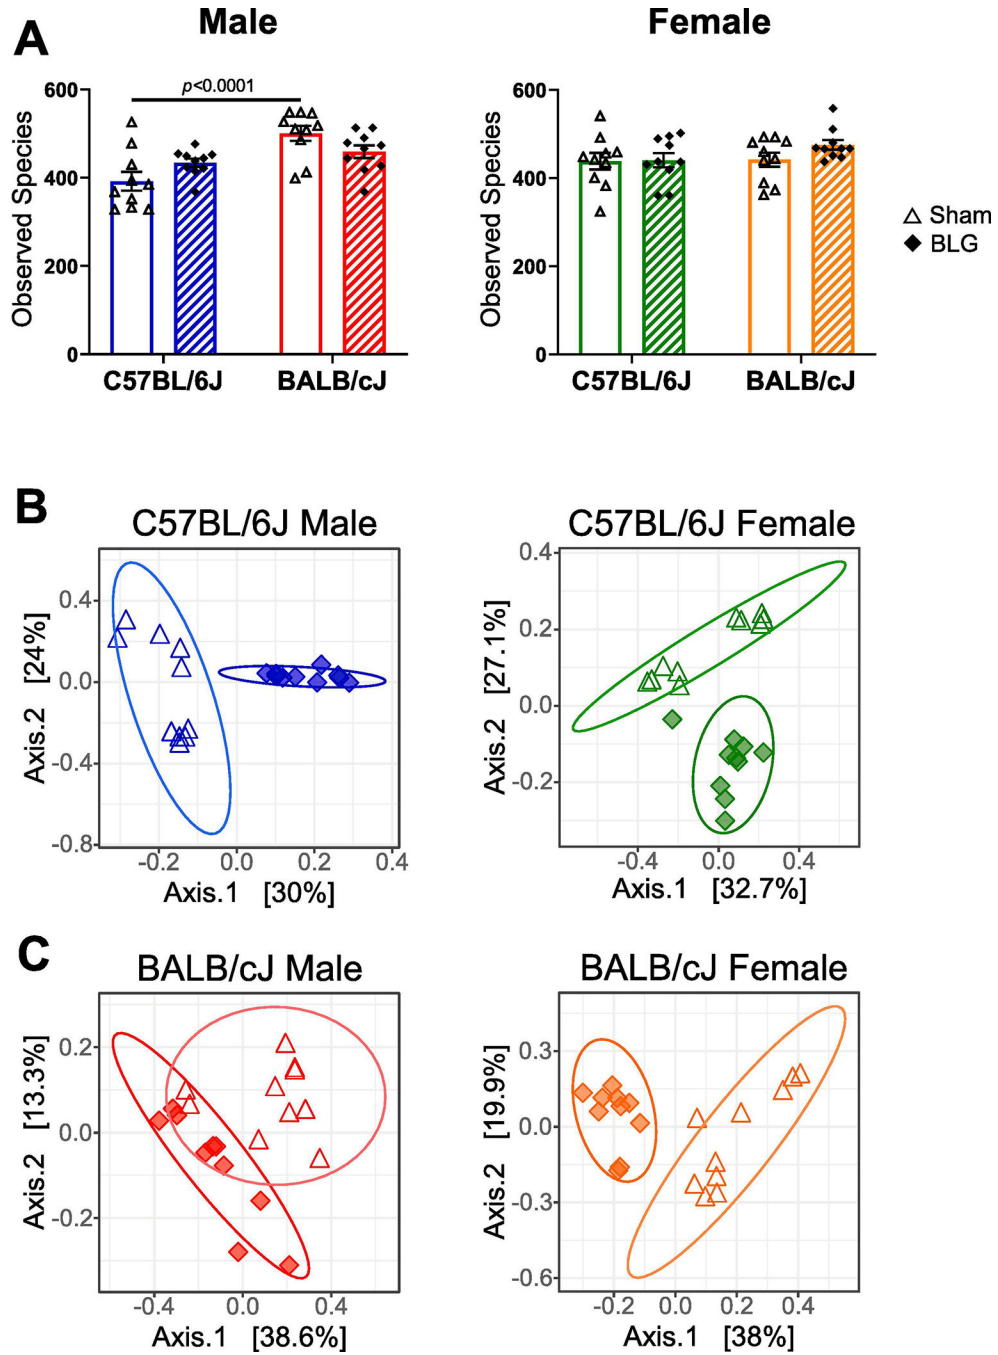 A
Male
Female
Observed Species
600
400
200
0
p<0.0001
C57BL/6J
BALB/cJ
Observed Species
600
400
200
0
C57BL/6J
BALB/cJ
Sham
BLG
B
C57BL/6J Male
Axis.2 [24%]
0.4
0.0
-0.4
-0.8
-0.2
0.0
0.2
0.4
Axis.1 [30%]
C57BL/6J Female
Axis.2 [27.1%]
0.4
0.2
0.0
-0.2
-0.4
0.0
0.4
Axis.1 [32.7%]
C
BALB/cJ Male
Axis.2 [13.3%]
0.2
0.0
-0.2
-0.4
0.0
0.4
Axis.1 [38.6%]
BALB/cJ Female
Axis.2 [19.9%]
0.3
0.0
-0.3
-0.6
-0.2
0.0
0.2
0.4
Axis.1 [38%]